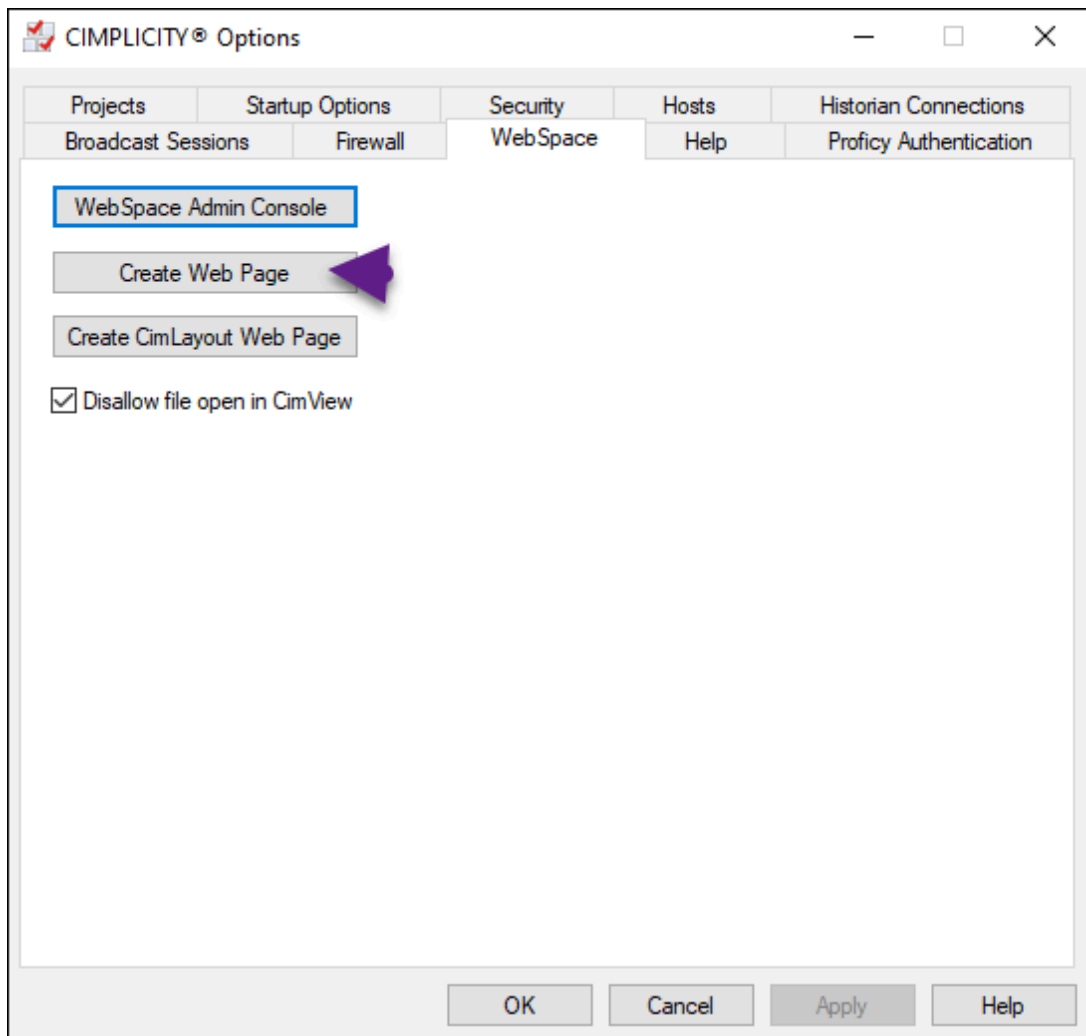 CIMPLICITY® Options
Projects Startup Options Security Hosts Historian Connections
Broadcast Sessions Firewall WebSpace Help Proficy Authentication
WebSpace Admin Console
Create Web Page
Create CimLayout Web Page
Disallow file open in CimView
OK Cancel Apply Help